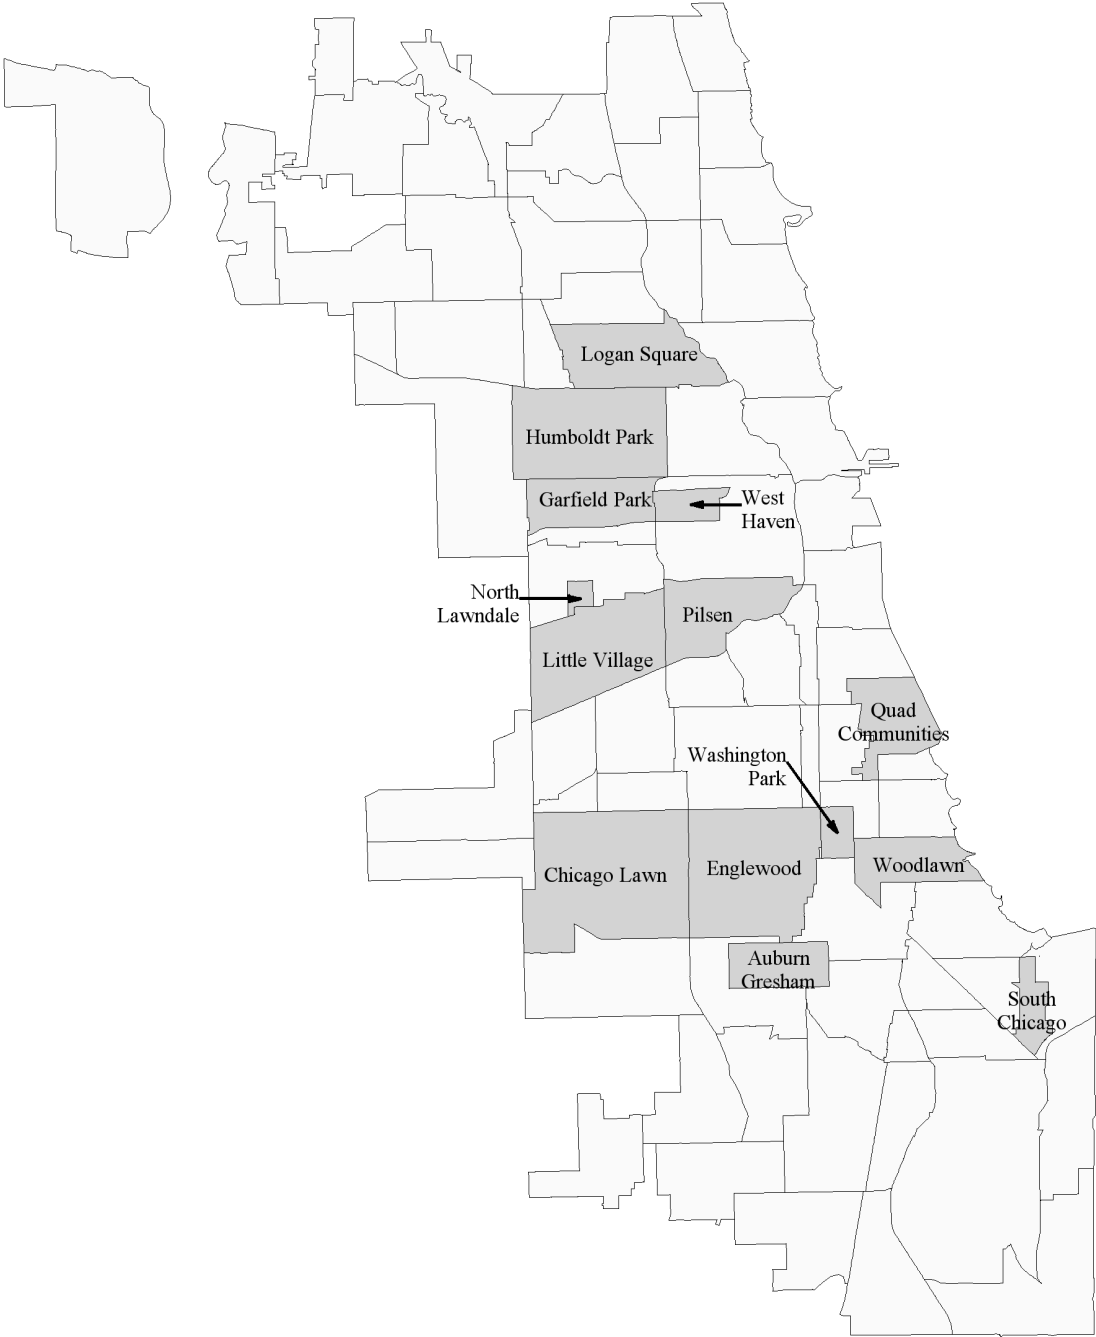 Logan Square
Humboldt Park
Garfield Park
West
Haven
North
Lawndale
Pilsen
Little Village
Quad
Communities
Washington
Park
Chicago Lawn
Englewood
Woodlawn
Auburn
Gresham
South
Chicago